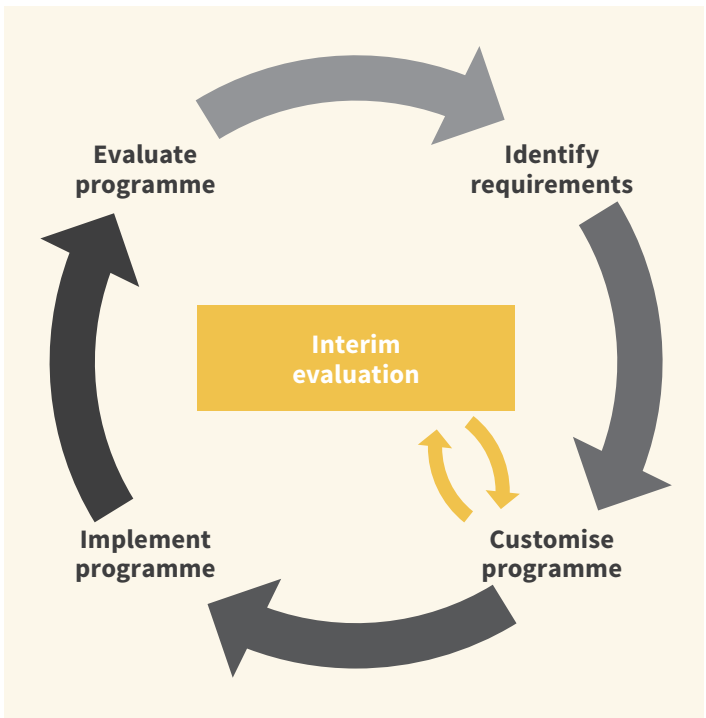 Evaluate
programme
Identify
requirements
Interim
evaluation
Implement
programme
Customise
programme